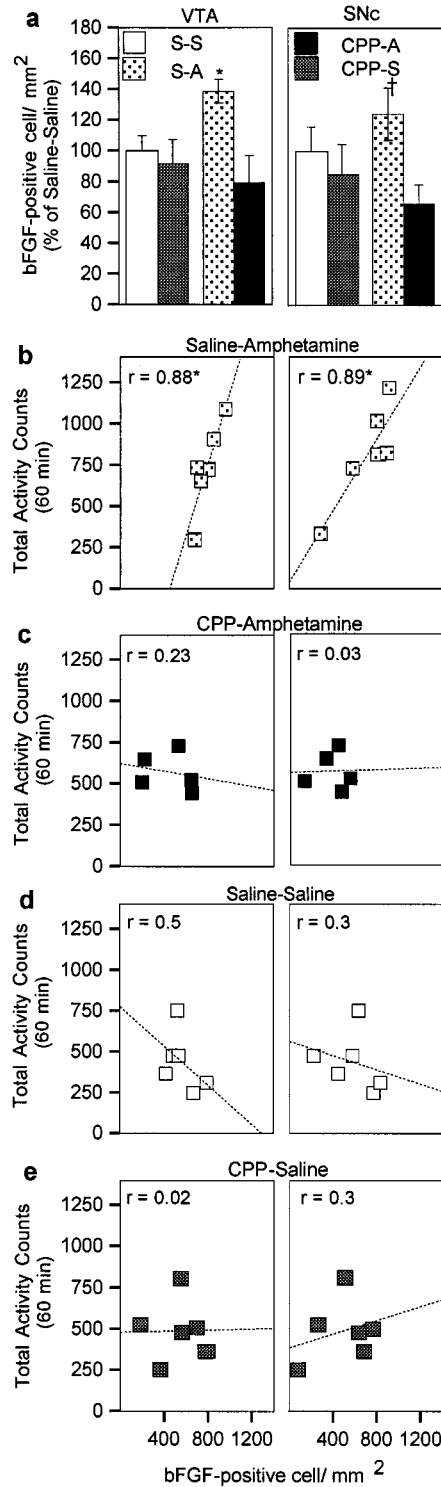 a
VTA
SNc
bFGF-positive cell/ mm²
(% of Saline-Saline)
180
160
140
120
100
80
60
40
20
0
S-S
S-A
*
CPP-A
CPP-S
†
b
Saline-Amphetamine
Total Activity Counts
(60 min)
1250
1000
750
500
250
0
r = 0.88*
r = 0.89*
c
CPP-Amphetamine
Total Activity Counts
(60 min)
1250
1000
750
500
250
0
r = 0.23
r = 0.03
d
Saline-Saline
Total Activity Counts
(60 min)
1250
1000
750
500
250
0
r = 0.5
r = 0.3
e
CPP-Saline
Total Activity Counts
(60 min)
1250
1000
750
500
250
0
r = 0.02
r = 0.3
400 800 1200
400 800 1200
bFGF-positive cell/ mm ²